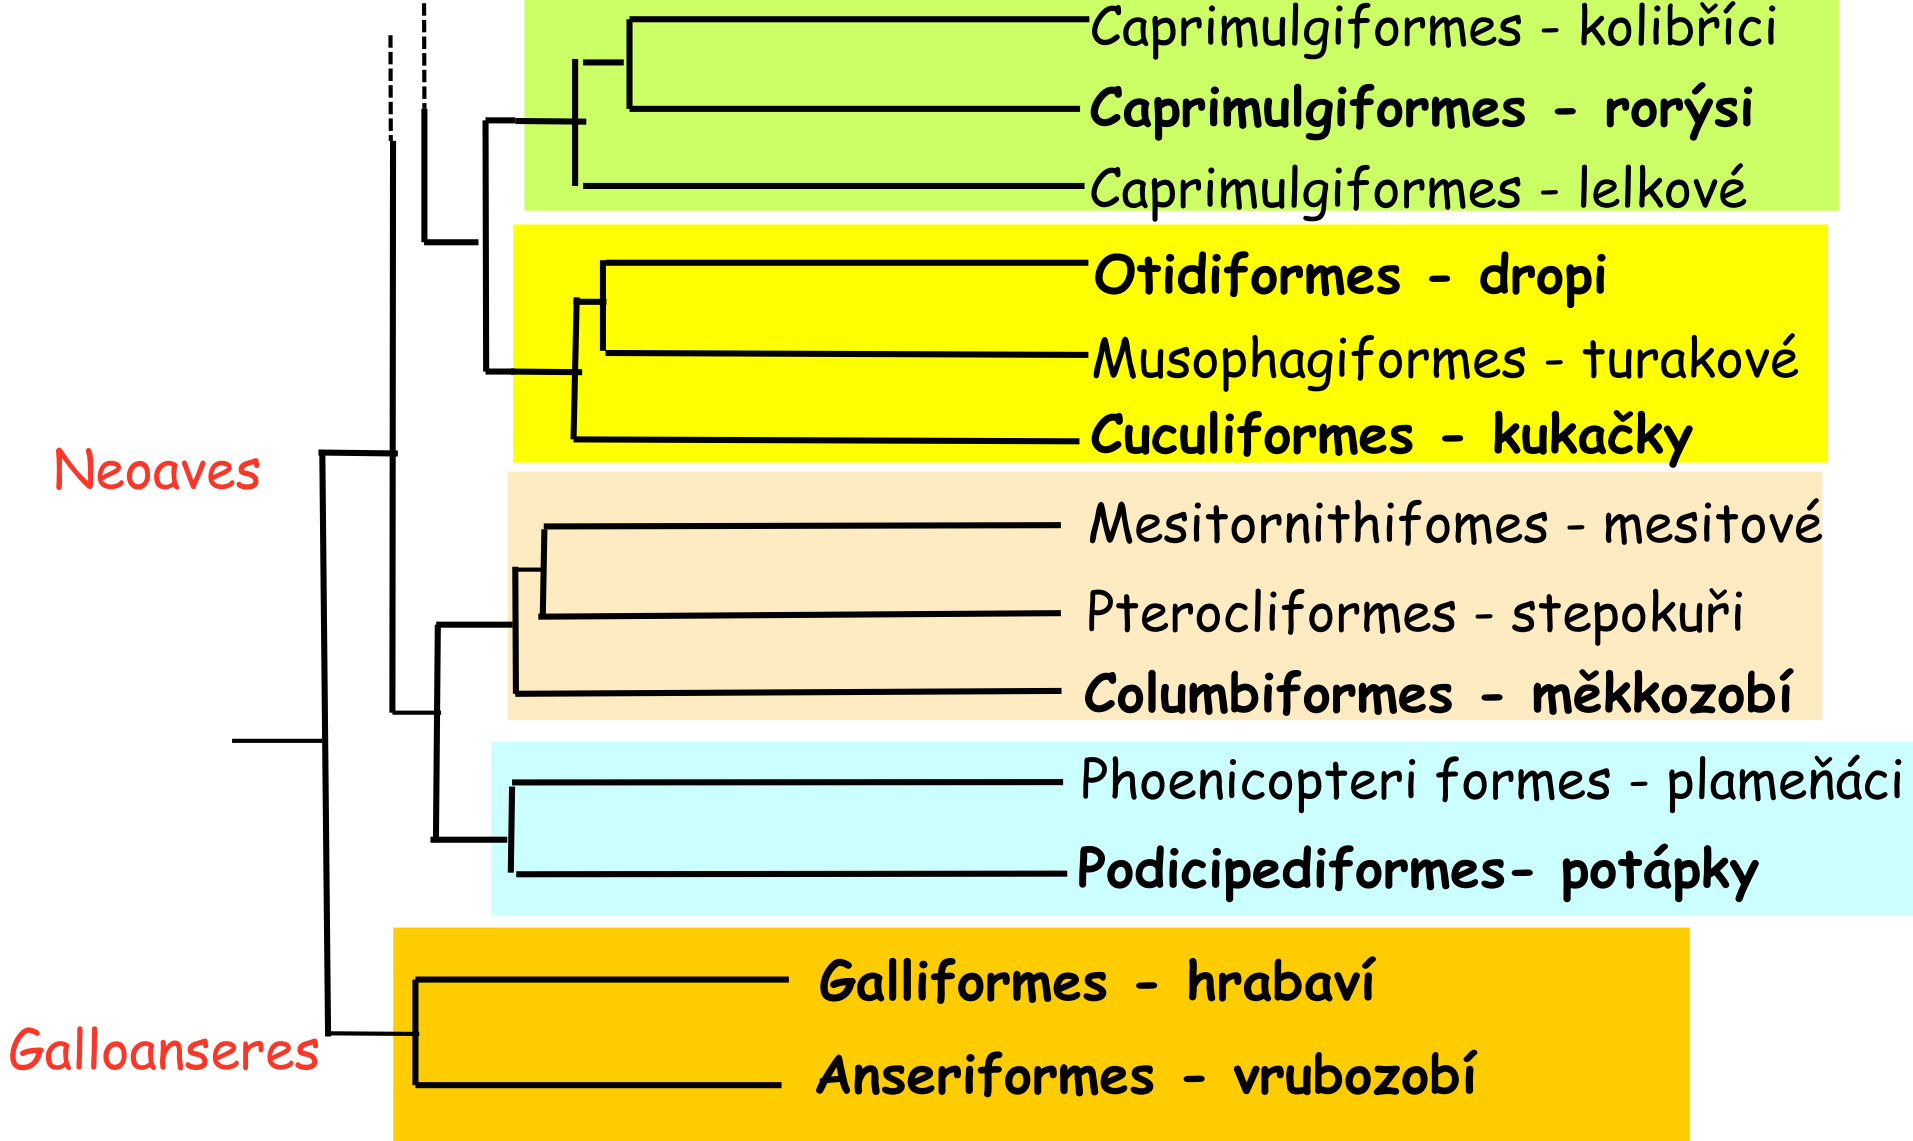 Caprimulgiformes - kolibříci
Caprimulgiformes - rorýsi
Caprimulgiformes - lelkové
Otidiformes - dropi
Musophagiformes - turakové
Cuculiformes - kukačky
Neoaves
Mesitornithifomes - mesitové
Pterocliformes - stepokuři
Columbiformes - měkkozobí
Phoenicopteri formes - plameňáci
Podicipediformes- potápky
Galliformes - hrabaví
Galloanseres
Anseriformes - vrubozobí